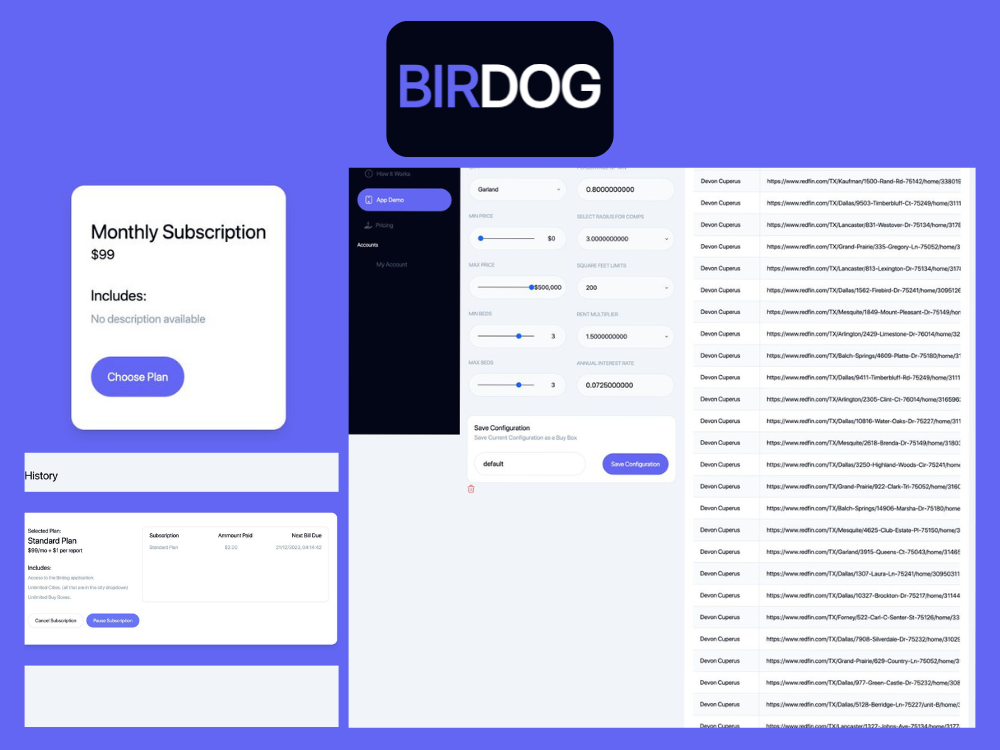 BIRDOG
Monthly Subscription
$99
Includes:
No description available
Choose Plan
History
Selected Plan:
Standard Plan
$99/mo + $1 per report
Includes:
Access to the Birdog application.
Unlimited Cities, (all that are in the city dropdown)
Unlimited Buy Boxes.
Cancel Subscription
Pause Subscription
Subscription Ammount Paid Next Bill Due
Standard Plan
How It Works
App Demo
Pricing
Accounts
My Account
Garland
0.8000000000
MIN PRICE
SELECT RADIUS FOR COMPS
$0
3.0000000000
MAX PRICE
SQUARE FEET LIMITS
$500,000
200
MIN BEDS
RENT MULTIPLIER
3
1.5000000000
MAX BEDS
ANNUAL INTEREST RATE
3
0.0725000000
Save Configuration
Save Current Configuration as a Buy Box
default
Save Configuration
Devon Cuperus https://www.redfin.com/TX/Kaufman/1500-Rand-Rd-75142/home/338019
Devon Cuperus https://www.redfin.com/TX/Dallas/9503-Timberbluff-Ct-75249/home/3111
Devon Cuperus https://www.redfin.com/TX/Lancaster/831-Westover-Dr-75134/home/3178
Devon Cuperus https://www.redfin.com/TX/Grand-Prairie/335-Gregory-Ln-75052/home/3
Devon Cuperus https://www.redfin.com/TX/Lancaster/813-Lexington-Dr-75134/home/317
Devon Cuperus https://www.redfin.com/TX/Dallas/1562-Firebird-Dr-75241/home/3095126
Devon Cuperus https://www.redfin.com/TX/Mesquite/1849-Mount-Pleasant-Dr-75149/hor
Devon Cuperus https://www.redfin.com/TX/Arlington/2429-Limestone-Dr-76014/home/32
Devon Cuperus https://www.redfin.com/TX/Balch-Springs/4609-Platte-Dr-75180/home/3
Devon Cuperus https://www.redfin.com/TX/Dallas/9411-Timberbluff-Rd-75249/home/3111
Devon Cuperus https://www.redfin.com/TX/Arlington/2305-Clint-Ct-76014/home/3165963
Devon Cuperus https://www.redfin.com/TX/Dallas/10816-Water-Oaks-Dr-75227/home/311
Devon Cuperus https://www.redfin.com/TX/Mesquite/2618-Brenda-Dr-75149/home/3180
Devon Cuperus https://www.redfin.com/TX/Dallas/3250-Highland-Woods-Cir-75241/home
Devon Cuperus https://www.redfin.com/TX/Grand-Prairie/922-Clark-Trl-75052/home/3160
Devon Cuperus https://www.redfin.com/TX/Balch-Springs/14906-Marsha-Dr-75180/home/
Devon Cuperus https://www.redfin.com/TX/Mesquite/4625-Club-Estate-Pl-75150/home/3
Devon Cuperus https://www.redfin.com/TX/Garland/3915-Queens-Ct-75043/home/31465
Devon Cuperus https://www.redfin.com/TX/Dallas/1307-Laura-Ln-75241/home/30950311
Devon Cuperus https://www.redfin.com/TX/Dallas/10327-Brockton-Dr-75217/home/31144
Devon Cuperus https://www.redfin.com/TX/Forney/522-Carl-C-Senter-St-75126/home/33
Devon Cuperus https://www.redfin.com/TX/Dallas/7908-Silverdale-Dr-75232/home/31029
Devon Cuperus https://www.redfin.com/TX/Grand-Prairie/629-Country-Ln-75052/home/3
Devon Cuperus https://www.redfin.com/TX/Dallas/977-Green-Castle-Dr-75232/home/308
Devon Cuperus https://www.redfin.com/TX/Dallas/5128-Berridge-Ln-75227/unit-B/home/
Devon Cuperus https://www.redfin.com/TX/Lancaster/1327-Johns-Ave-75134/home/3177